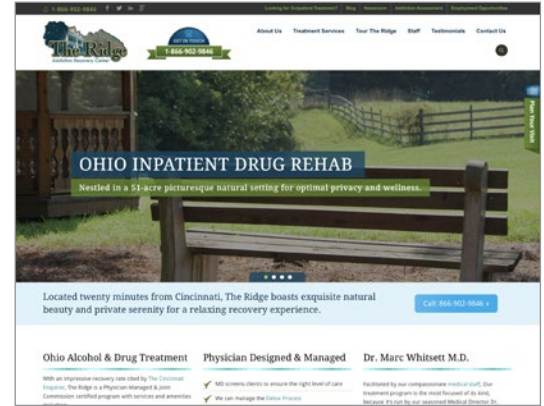 1-866-902-9846
Looking for Outpatient Treatment? Blog Newsroom Addiction Assessment Employment Opportunities
The Ridge
Addiction Recovery Center
GET IN TOUCH
1-866-902-9846
About Us Treatment Services Tour The Ridge Staff Testimonials Contact Us
Plan Your Visit
OHIO INPATIENT DRUG REHAB
Nestled in a 51-acre picturesque natural setting for optimal privacy and wellness.
Located twenty minutes from Cincinnati, The Ridge boasts exquisite natural
beauty and private serenity for a relaxing recovery experience.
Call: 866-902-9846
Ohio Alcohol & Drug Treatment
With an impressive recovery rate cited by The Cincinnati
Enquirer, The Ridge is a Physician-Managed & Joint
Commission certified program with services and amenities
Physician Designed & Managed
MD screens clients to ensure the right level of care
We can manage the Detox Process
Dr. Marc Whitsett M.D.
Facilitated by our compassionate medical staff, Our
treatment program is the most focused of its kind,
because it's run by our seasoned Medical Director Dr.